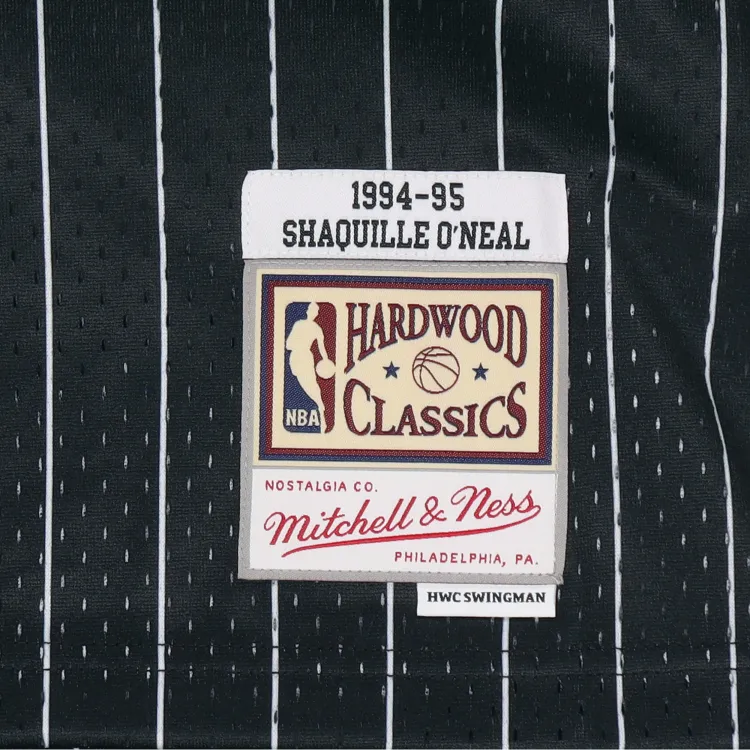 1994-95
SHAQUILLE O'NEAL
HARDWOOD
CLASSICS
NBA
NOSTALGIA CO.
Mitchell & Ness
PHILADELPHIA, PA.
HWC SWINGMAN